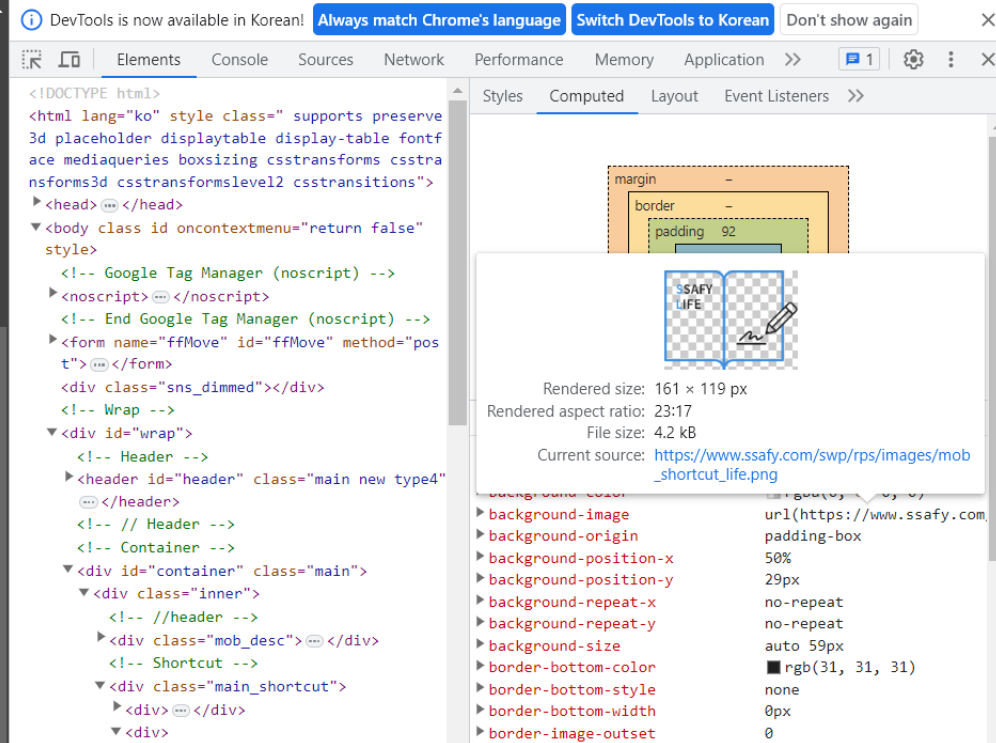 DevTools is now available in Korean! Always match Chrome's language Switch DevTools to Korean Don't show again
Elements Console Sources Network Performance Memory Application 1
<!DOCTYPE html>
<html lang="ko" style class=" supports preserve
3d placeholder displaytable display-table fontf
ace mediaqueries boxsizing csstransforms csstra
nsforms3d csstransformslevel2 csstransitions">
<head> … </head>
<body class id oncontextmenu="return false"
style>
<!-- Google Tag Manager (noscript) -->
<noscript> … </noscript>
<!-- End Google Tag Manager (noscript) -->
<form name="ffMove" id="ffMove" method="pos
t"> … </form>
<div class="sns_dimmed"></div>
<!-- Wrap -->
<div id="wrap">
<!-- Header -->
<header id="header" class="main new type4"
… </header>
<!-- // Header -->
<!-- Container -->
<div id="container" class="main">
<div class="inner">
<!-- //header -->
<div class="mob_desc"> … </div>
<!-- Shortcut -->
<div class="main_shortcut">
<div> … </div>
<div>
Styles Computed Layout Event Listeners
margin –
border –
padding 92
SSAFY
LIFE
Rendered size: 161 × 119 px
Rendered aspect ratio: 23:17
File size: 4.2 kB
Current source: https://www.ssafy.com/swp/rps/images/mob
_shortcut_life.png
background-color
background-image url(https://www.ssafy.com
background-origin padding-box
background-position-x 50%
background-position-y 29px
background-repeat-x no-repeat
background-repeat-y no-repeat
background-size auto 59px
border-bottom-color rgb(31, 31, 31)
border-bottom-style none
border-bottom-width 0px
border-image-outset 0